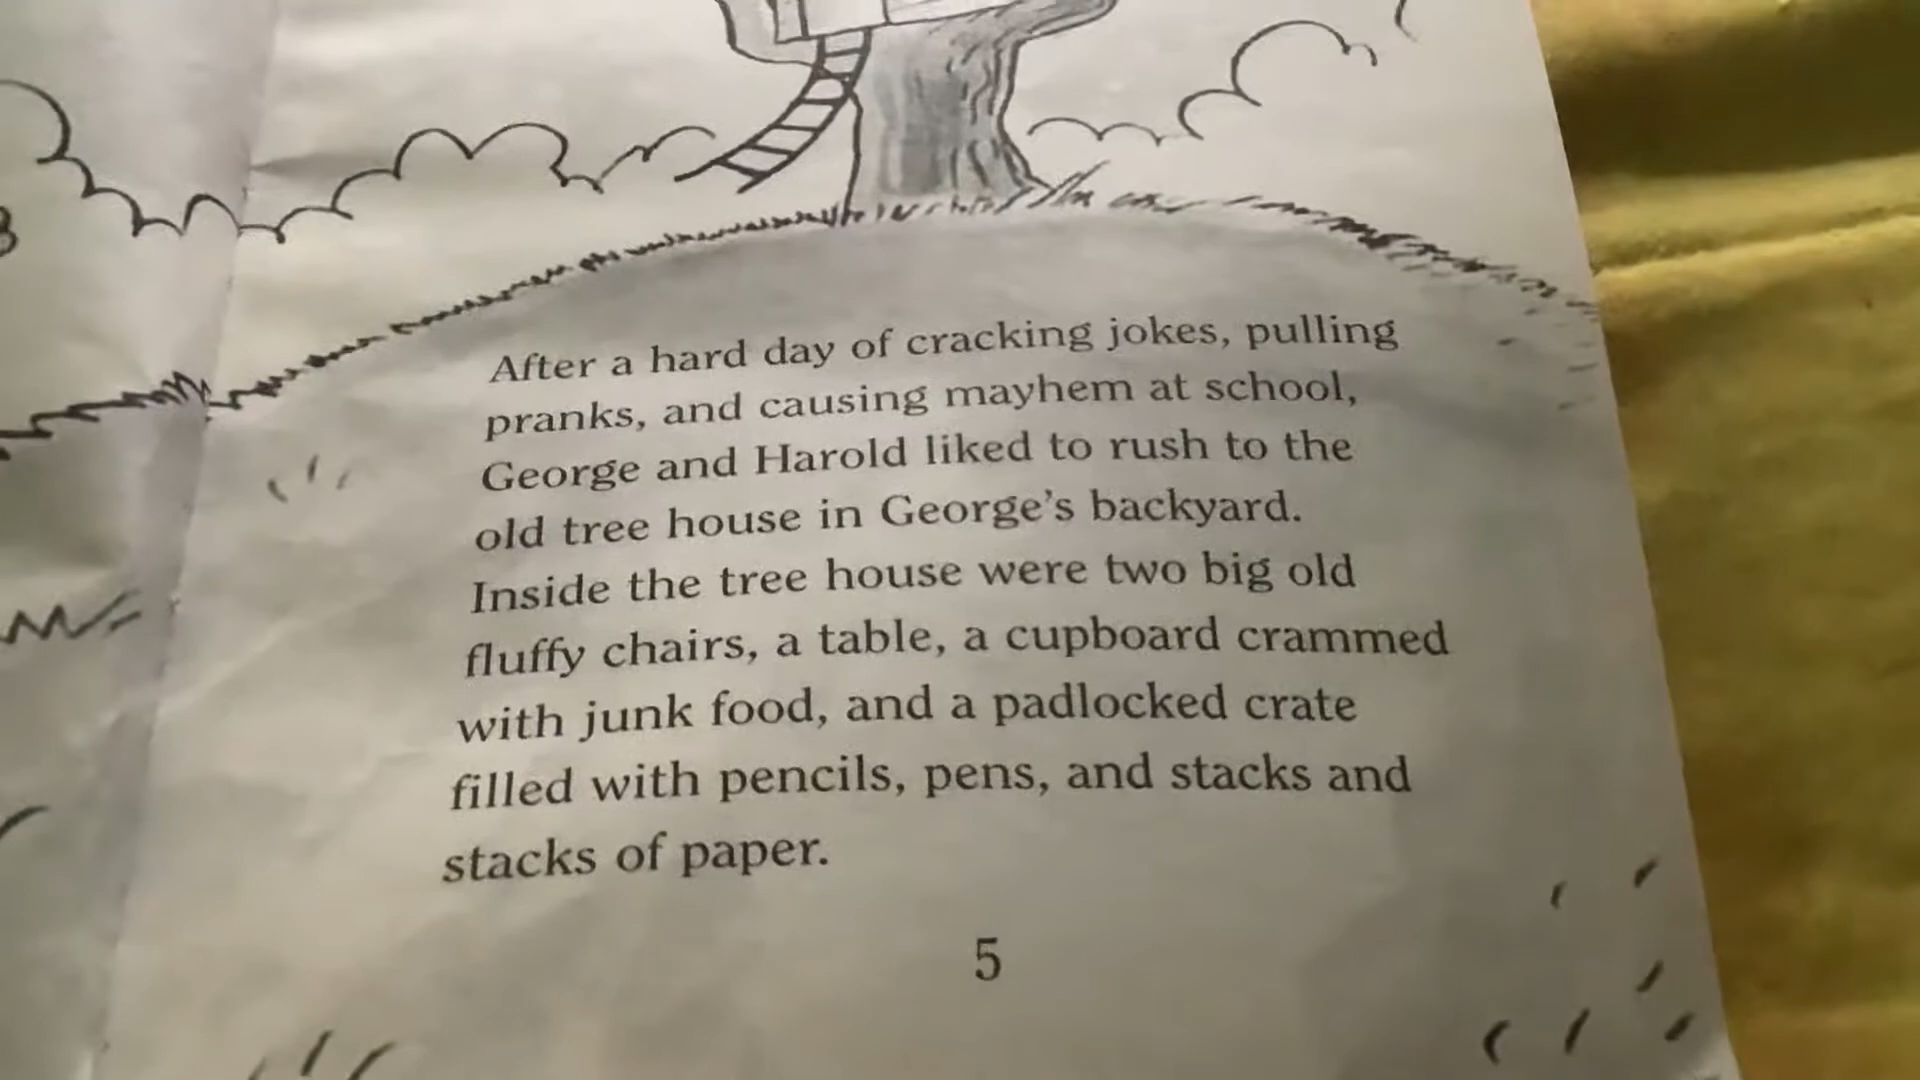 After a hard day of cracking jokes, pulling
pranks, and causing mayhem at school,
George and Harold liked to rush to the
old tree house in George's backyard.
Inside the tree house were two big old
fluffy chairs, a table, a cupboard crammed
with junk food, and a padlocked crate
filled with pencils, pens, and stacks and
stacks of paper.
5